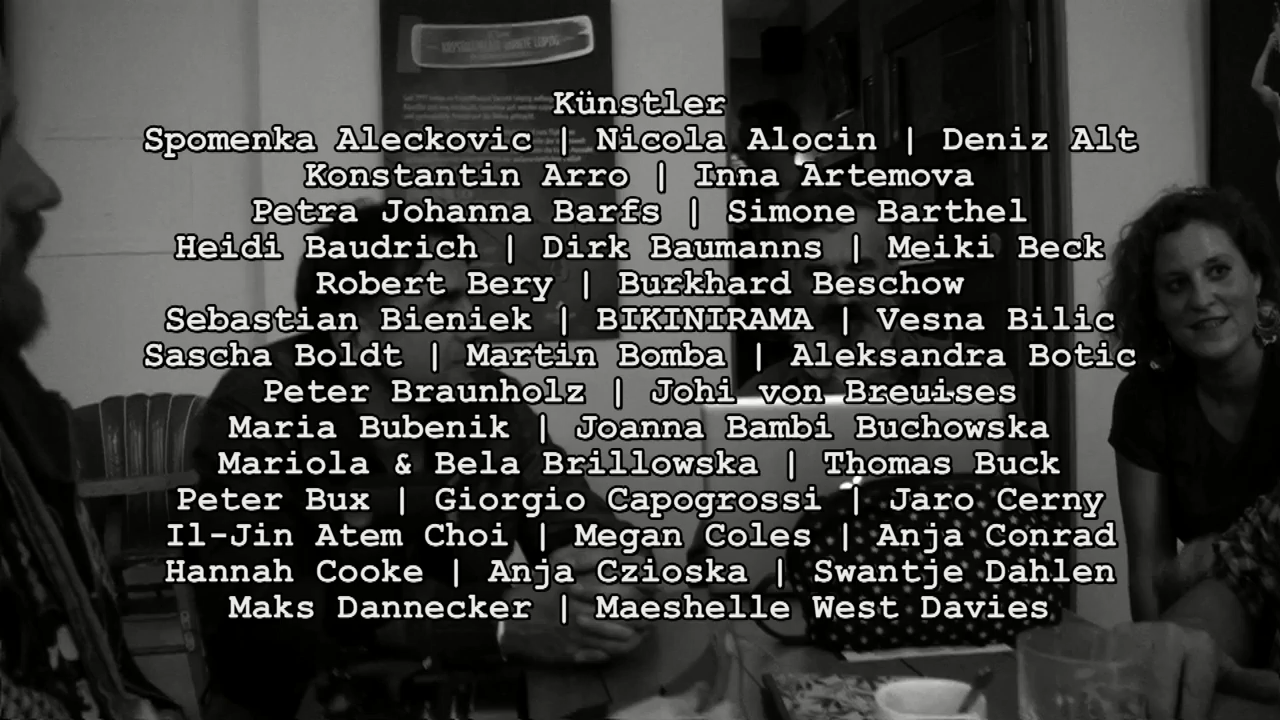 Künstler
Spomenka Aleckovic | Nicola Alocin | Deniz Alt
Konstantin Arro | Inna Artemova
Petra Johanna Barfs | Simone Barthel
Heidi Baudrich | Dirk Baumanns | Meiki Beck
Robert Bery | Burkhard Beschow
Sebastian Bieniek | BIKINIRAMA | Vesna Bilic
Sascha Boldt | Martin Bomba | Aleksandra Botic
Peter Braunholz | Johi von Breuises
Maria Bubenik | Joanna Bambi Buchowska
Mariola & Bela Brillowska | Thomas Buck
Peter Bux | Giorgio Capogrossi | Jaro Cerny
Il-Jin Atem Choi | Megan Coles | Anja Conrad
Hannah Cooke | Anja Czioska | Swantje Dahlen
Maks Dannecker | Maeshelle West Davies